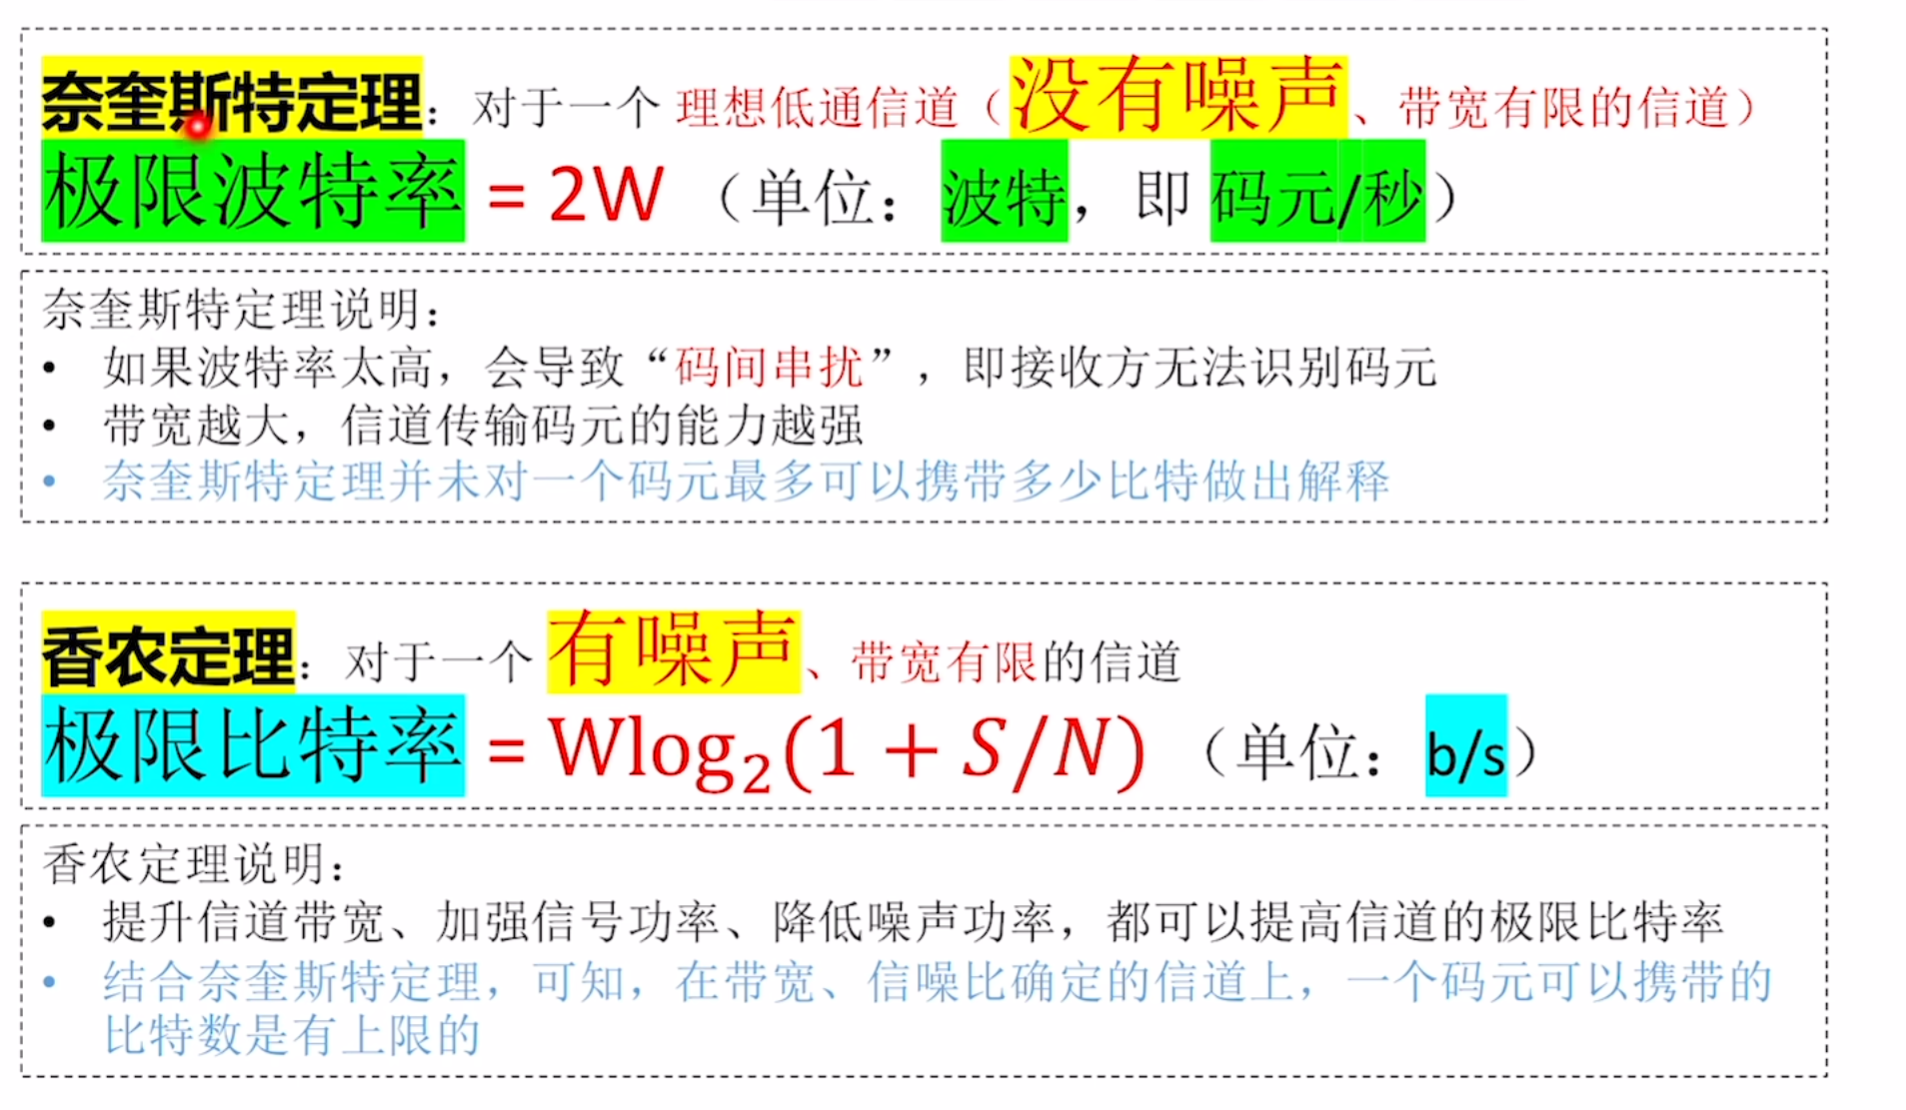 奈奎斯特定理：对于一个 理想低通信道（没有噪声、带宽有限的信道）
极限波特率 = 2W （单位：波特，即 码元/秒）
奈奎斯特定理说明：
• 如果波特率太高，会导致“码间串扰”，即接收方无法识别码元
• 带宽越大，信道传输码元的能力越强
• 奈奎斯特定理并未对一个码元最多可以携带多少比特做出解释
香农定理：对于一个 有噪声、带宽有限的信道
极限比特率 = Wlog₂(1 + S/N) （单位：b/s）
香农定理说明：
• 提升信道带宽、加强信号功率、降低噪声功率，都可以提高信道的极限比特率
• 结合奈奎斯特定理，可知，在带宽、信噪比确定的信道上，一个码元可以携带的
比特数是有上限的